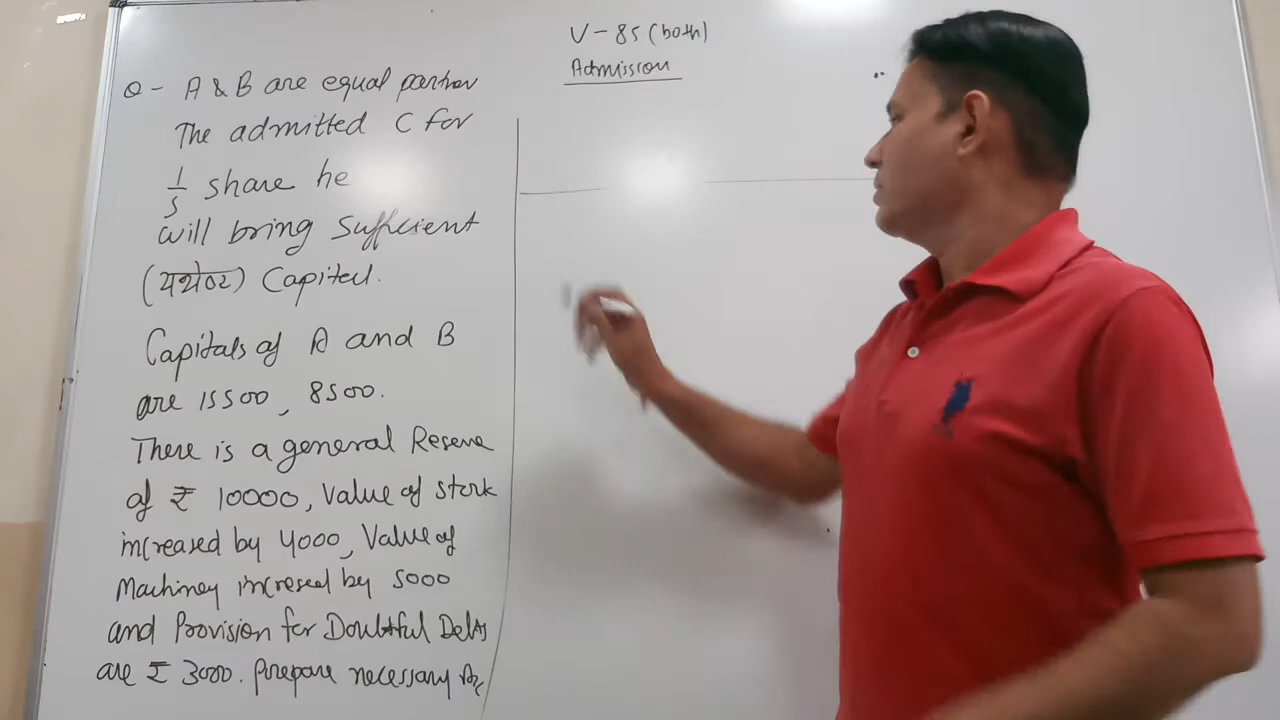 V-85 (both)
Admission
Q- A & B are equal partner
The admitted C for
1/5 share he
will bring Sufficient
(यथेष्ट) Capital.
Capitals of A and B
are 15500, 8500.
There is a general Reserve
of ₹ 10000, Value of stock
increased by 4000, Value of
Machinery increased by 5000
and Provision for Doubtful Debts
are ₹ 3000. Prepare necessary A/c